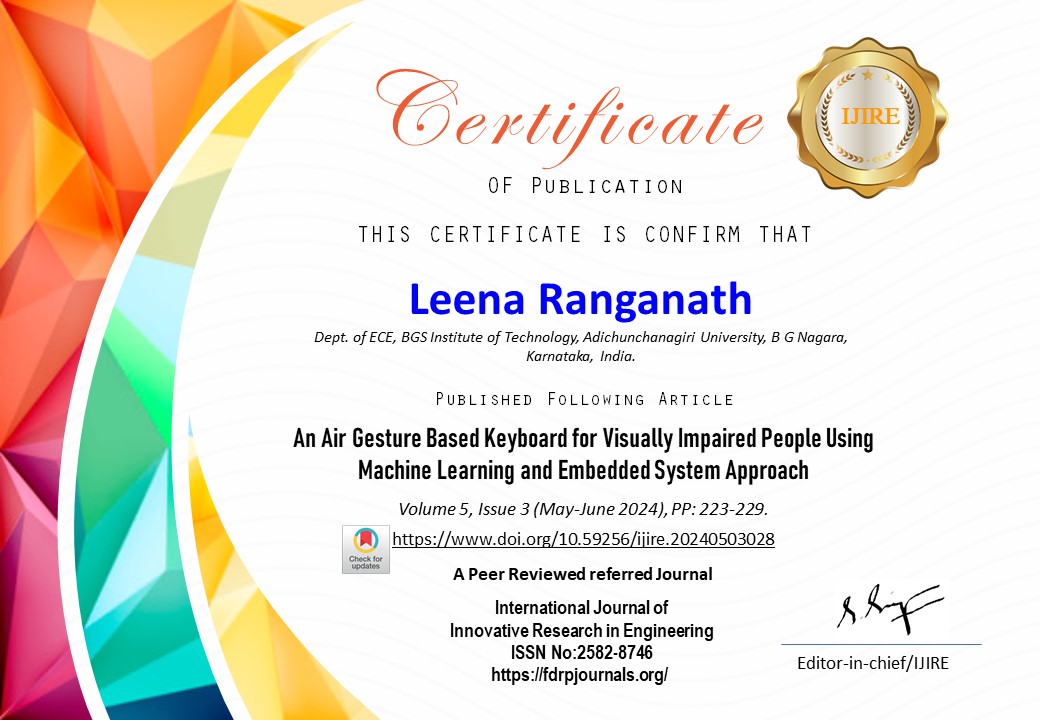 Certificate
IJIRE
OF PUBLICATION
THIS CERTIFICATE IS CONFIRM THAT
Leena Ranganath
Dept. of ECE, BGS Institute of Technology, Adichunchanagiri University, B G Nagara,
Karnataka, India.
PUBLISHED FOLLOWING ARTICLE
An Air Gesture Based Keyboard for Visually Impaired People Using
Machine Learning and Embedded System Approach
Volume 5, Issue 3 (May-June 2024), PP: 223-229.
https://www.doi.org/10.59256/ijire.20240503028
Check for
updates
A Peer Reviewed referred Journal
International Journal of
Innovative Research in Engineering
ISSN No:2582-8746
https://fdrpjournals.org/
Editor-in-chief/IJIRE